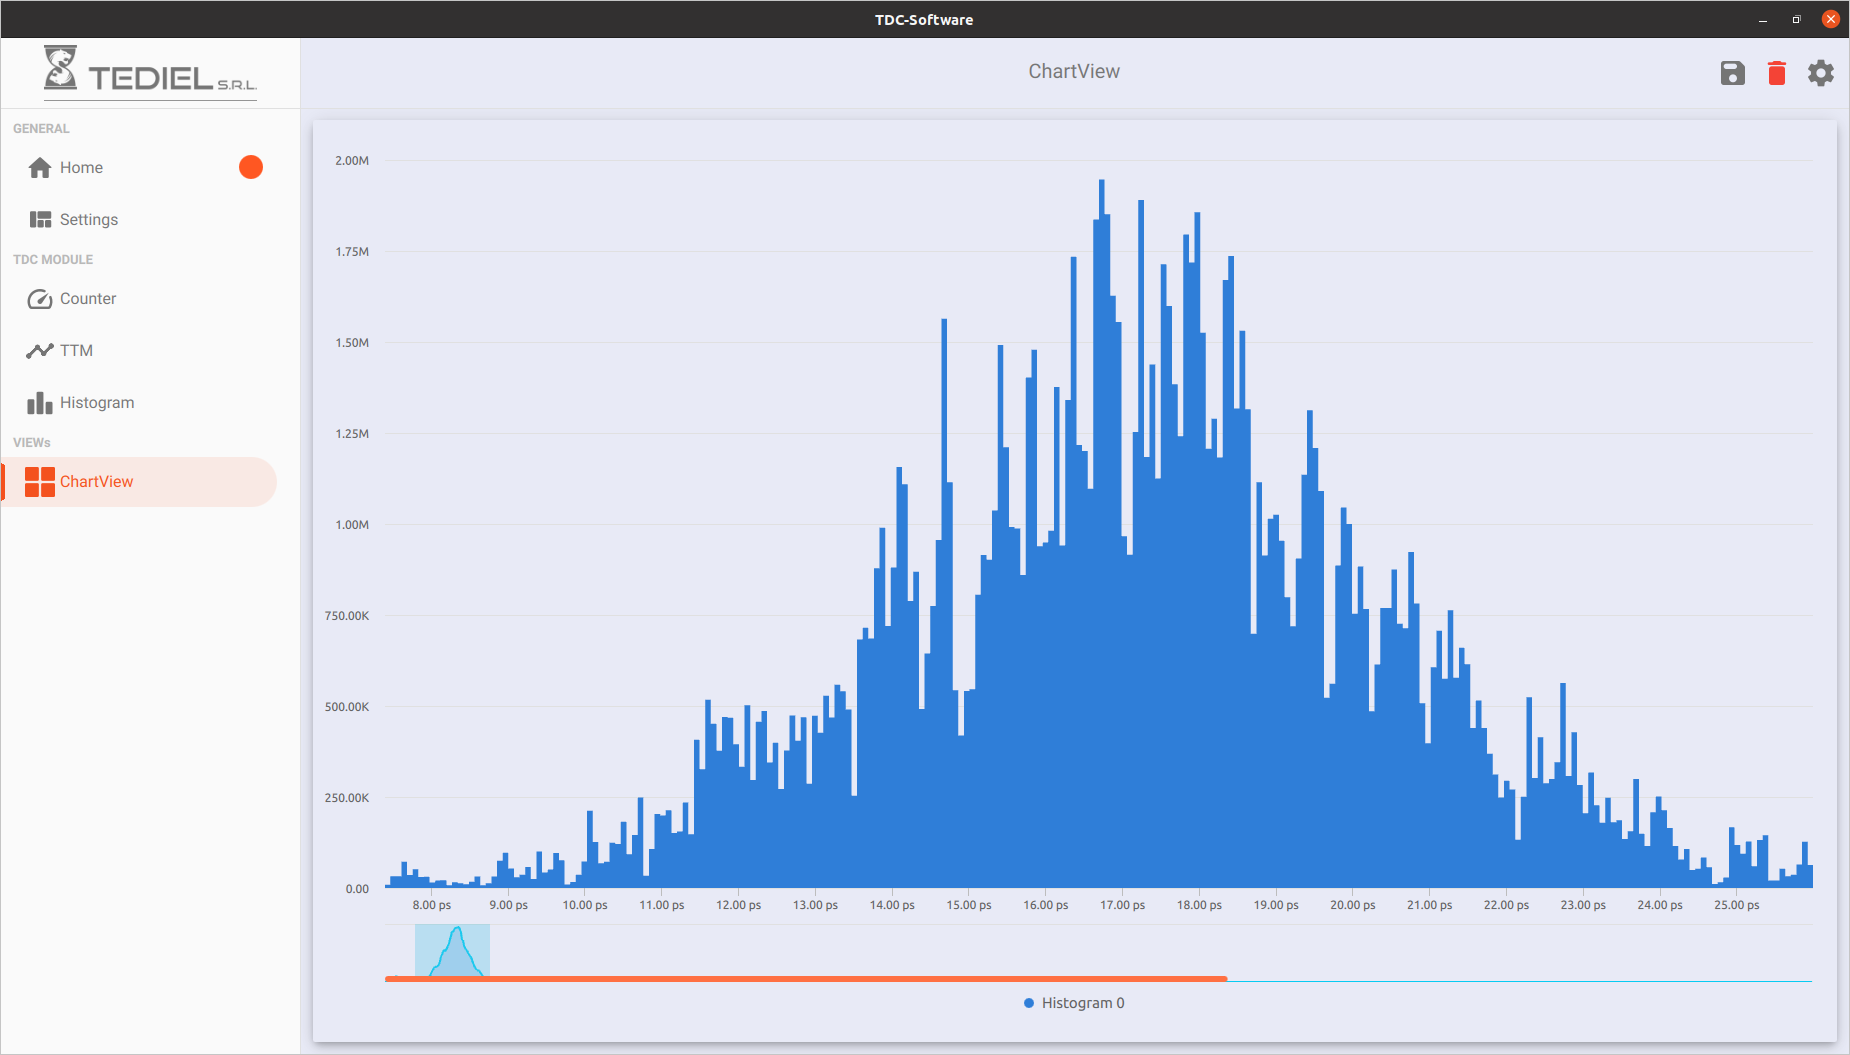 TDC-Software
TEDIEL S.R.L.
ChartView
GENERAL
Home
Settings
TDC MODULE
Counter
TTM
Histogram
VIEWs
ChartView
2.00M
1.75M
1.50M
1.25M
1.00M
750.00K
500.00K
250.00K
0.00
8.00 ps 9.00 ps 10.00 ps 11.00 ps 12.00 ps 13.00 ps 14.00 ps 15.00 ps 16.00 ps 17.00 ps 18.00 ps 19.00 ps 20.00 ps 21.00 ps 22.00 ps 23.00 ps 24.00 ps 25.00 ps
Histogram 0